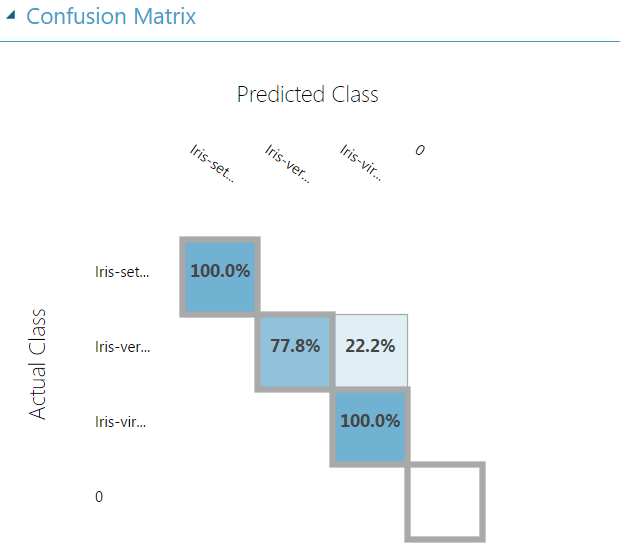 Confusion Matrix
Predicted Class
Iris-set...
Iris-ver...
Iris-vir...
0
Actual Class
Iris-set...
100.0%
Iris-ver...
77.8%
22.2%
Iris-vir...
100.0%
0